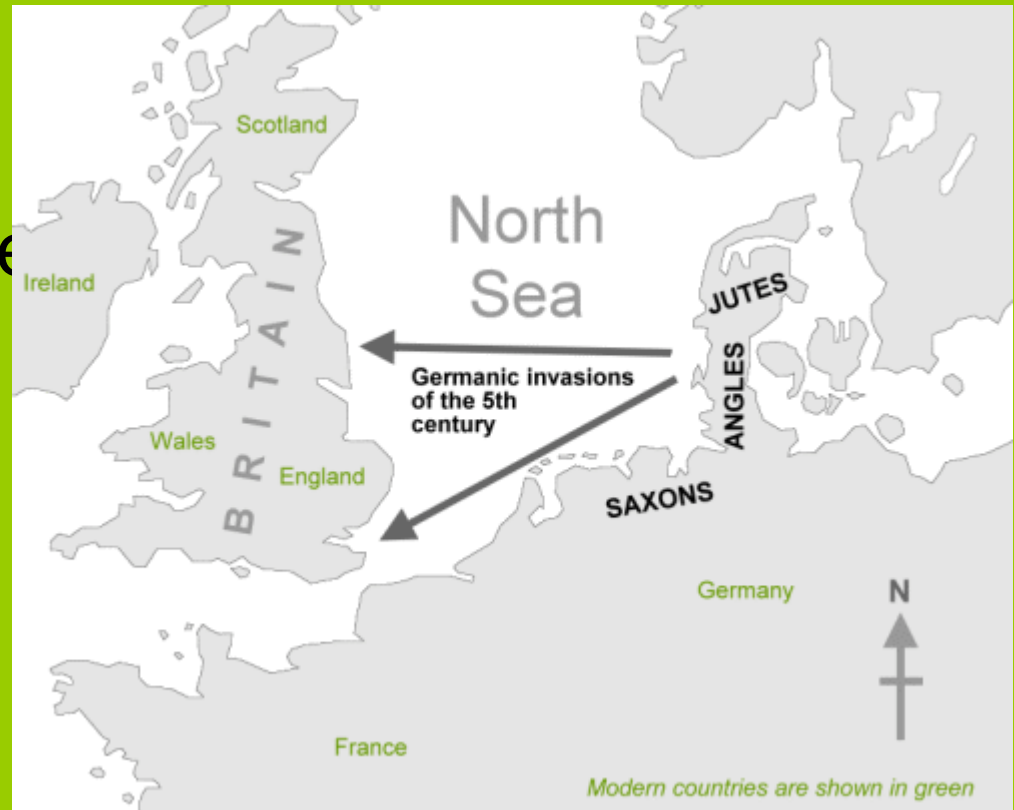 Scotland
North
Sea
Ireland
JUTES
BRITAIN
Germanic invasions
of the 5th
century
ANGLES
Wales
England
SAXONS
Germany
N
France
Modern countries are shown in green